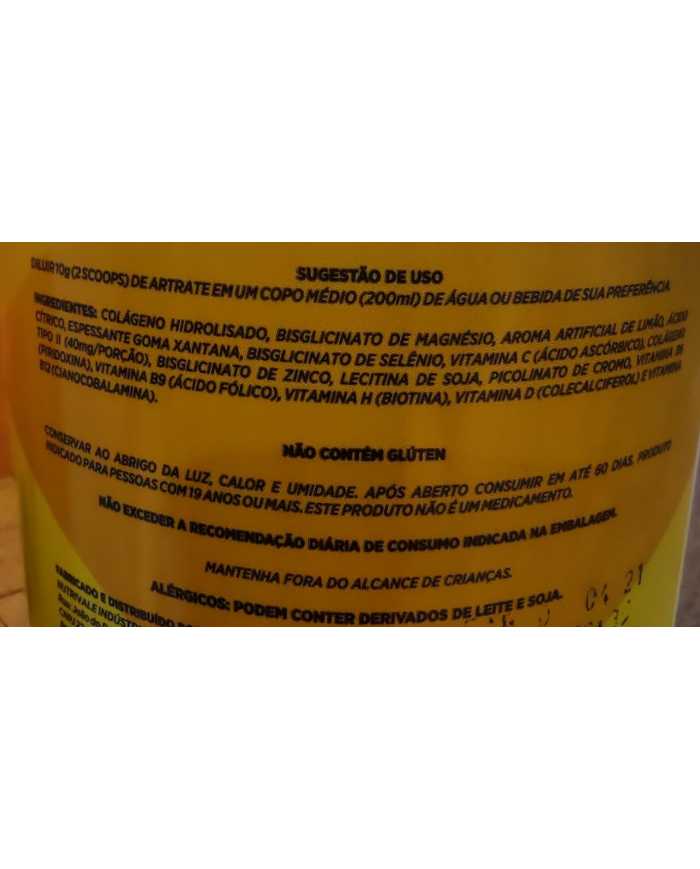 SUGESTÃO DE USO
DILUIR 10g (2 SCOOPS) DE ARTRATE EM UM COPO MÉDIO (200ml) DE ÁGUA OU BEBIDA DE SUA PREFERÊNCIA
INGREDIENTES: COLÁGENO HIDROLISADO, BISGLICINATO DE MAGNÉSIO, AROMA ARTIFICIAL DE LIMÃO, ÁCIDO
CÍTRICO, ESPESSANTE GOMA XANTANA, BISGLICINATO DE SELÊNIO, VITAMINA C (ÁCIDO ASCÓRBICO), COLÁGENO
TIPO II (40mg/PORÇÃO), BISGLICINATO DE ZINCO, LECITINA DE SOJA, PICOLINATO DE CROMO, VITAMINA B6
(PIRIDOXINA), VITAMINA B9 (ÁCIDO FÓLICO), VITAMINA H (BIOTINA), VITAMINA D (COLECALCIFEROL) E VITAMINA
B12 (CIANOCOBALAMINA).
NÃO CONTÉM GLÚTEN
CONSERVAR AO ABRIGO DA LUZ, CALOR E UMIDADE. APÓS ABERTO CONSUMIR EM ATÉ 60 DIAS. PRODUTO
INDICADO PARA PESSOAS COM 19 ANOS OU MAIS. ESTE PRODUTO NÃO É UM MEDICAMENTO.
NÃO EXCEDER A RECOMENDAÇÃO DIÁRIA DE CONSUMO INDICADA NA EMBALAGEM.
MANTENHA FORA DO ALCANCE DE CRIANÇAS.
ALÉRGICOS: PODEM CONTER DERIVADOS DE LEITE E SOJA.
FABRICADO E DISTRIBUÍDO
NUTRIVALE
Rua João
04 21